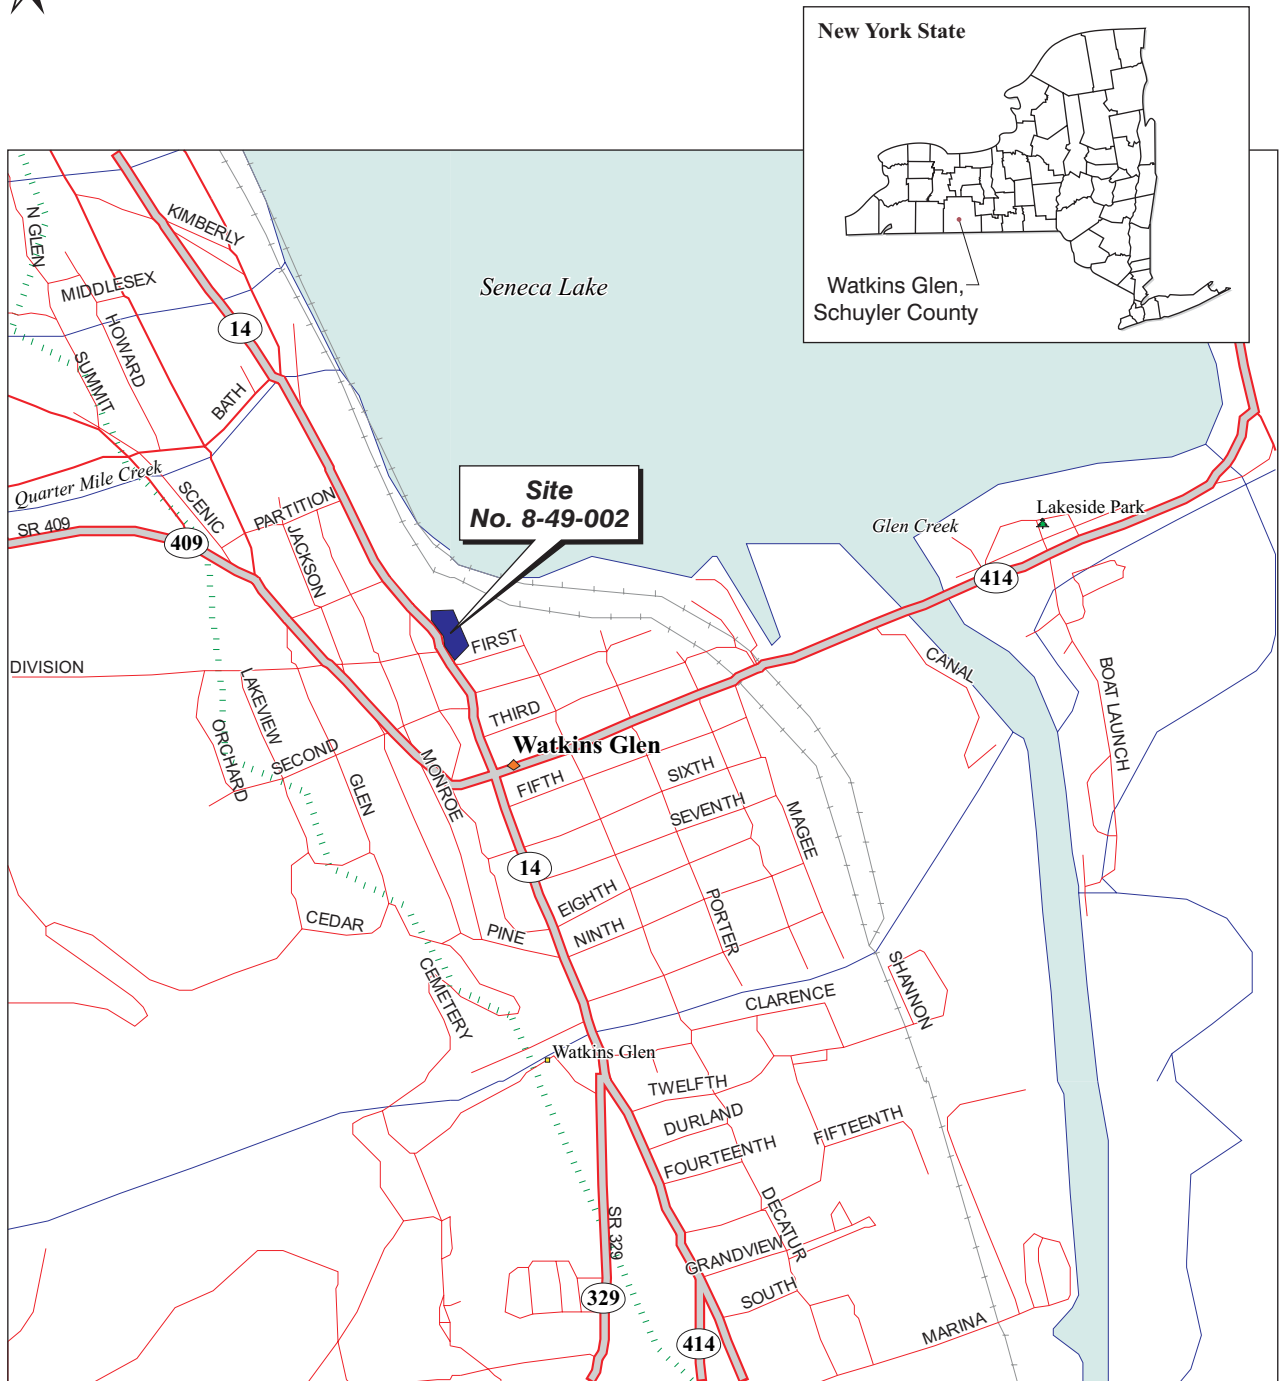 New York State
Watkins Glen,
Schuyler County
KIMBERLY
N GLEN
MIDDLESEX
Seneca Lake
14
HOWARD
SUMMIT
BATH
Quarter Mile Creek
SCENIC
PARTITION
Site
No. 8-49-002
Lakeside Park
Glen Creek
SR 409
409
JACKSON
414
FIRST
DIVISION
CANAL
LAKEVIEW
BOAT LAUNCH
THIRD
ORCHARD
SECOND
Watkins Glen
MONROE
GLEN
FIFTH
SIXTH
SEVENTH
MAGEE
14
EIGHTH
PORTER
CEDAR
PINE
NINTH
CEMETERY
SHANNON
CLARENCE
Watkins Glen
TWELFTH
DURLAND
FIFTEENTH
FOURTEENTH
DECATUR
SR 329
GRANDVIEW
SOUTH
329
MARINA
414